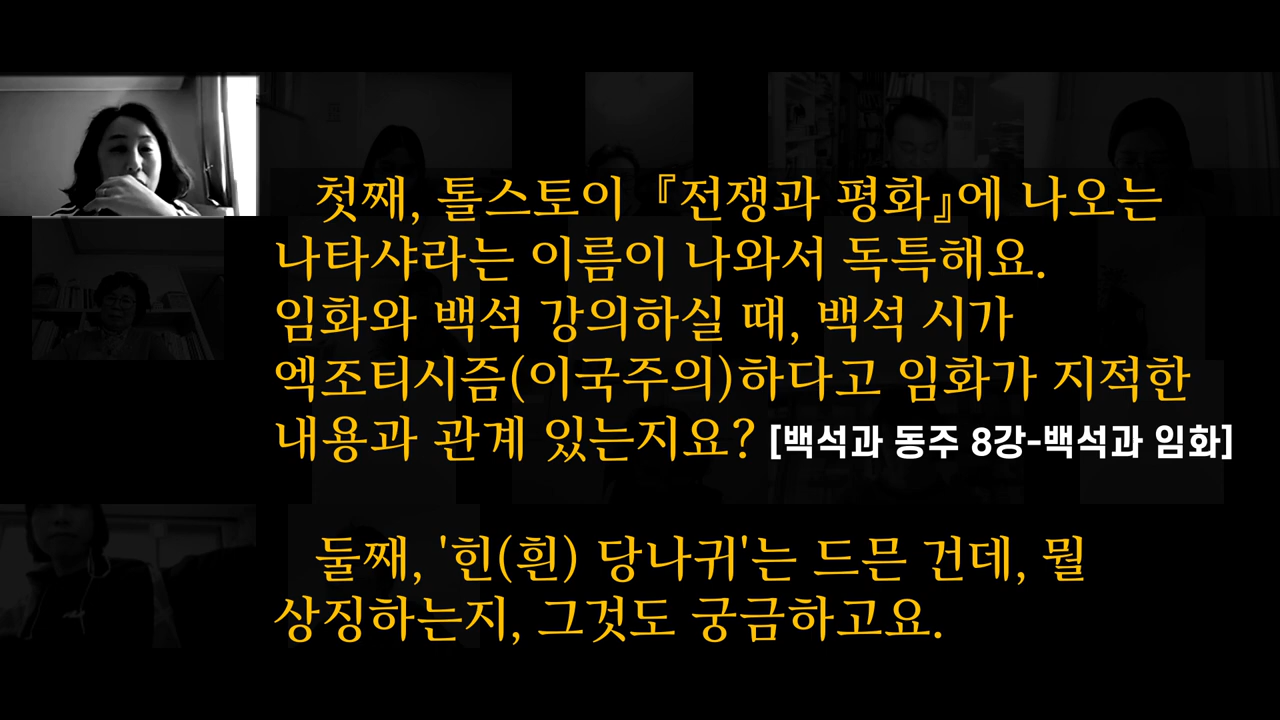 첫째, 톨스토이 『전쟁과 평화』에 나오는
나타샤라는 이름이 나와서 독특해요.
임화와 백석 강의하실 때, 백석 시가
엑조티시즘(이국주의)하다고 임화가 지적한
내용과 관계 있는지요? [백석과 동주 8강-백석과 임화]
둘째, '힌(흰) 당나귀'는 드믄 건데, 뭘
상징하는지, 그것도 궁금하고요.